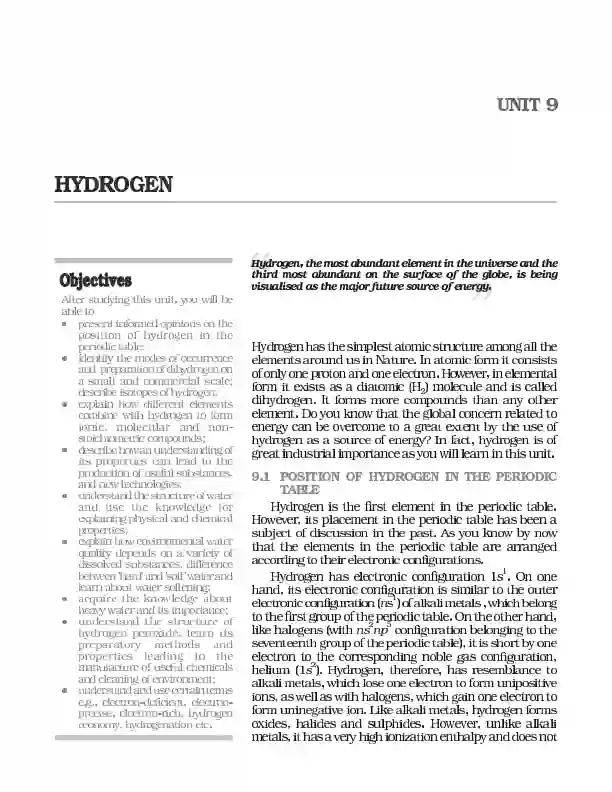 UNIT 9
HYDROGEN
Objectives
After studying this unit, you will be
able to
• present informed opinions on the
position of hydrogen in the
periodic table;
• identify the modes of occurrence
and preparation of dihydrogen on
a small and commercial scale;
describe isotopes of hydrogen;
• explain how different elements
combine with hydrogen to form
ionic, molecular and non-
stoichiometric compounds;
• describe how an understanding of
its properties can lead to the
production of useful substances,
and new technologies;
• understand the structure of water
and use the knowledge for
explaining physical and chemical
properties;
• explain how environmental water
quality depends on a variety of
dissolved substances, difference
between 'hard' and 'soft' water and
learn about water softening;
• acquire the knowledge about
heavy water and its importance;
• understand the structure of
hydrogen peroxide, learn its
preparatory methods and
properties leading to the
manufacture of useful chemicals
and cleaning of environment;
• understand and use certain terms
e.g., electron-deficient, electron-
precise, electron-rich, hydrogen
economy, hydrogenation etc.
“Hydrogen, the most abundant element in the universe and the
third most abundant on the surface of the globe, is being
visualised as the major future source of energy.”
Hydrogen has the simplest atomic structure among all the
elements around us in Nature. In atomic form it consists
of only one proton and one electron. However, in elemental
form it exists as a diatomic (H₂) molecule and is called
dihydrogen. It forms more compounds than any other
element. Do you know that the global concern related to
energy can be overcome to a great extent by the use of
hydrogen as a source of energy? In fact, hydrogen is of
great industrial importance as you will learn in this unit.
9.1 POSITION OF HYDROGEN IN THE PERIODIC
TABLE
Hydrogen is the first element in the periodic table.
However, its placement in the periodic table has been a
subject of discussion in the past. As you know by now
that the elements in the periodic table are arranged
according to their electronic configurations.
Hydrogen has electronic configuration 1s¹. On one
hand, its electronic configuration is similar to the outer
electronic configuration (ns¹) of alkali metals , which belong
to the first group of the periodic table. On the other hand,
like halogens (with ns²np⁵ configuration belonging to the
seventeenth group of the periodic table), it is short by one
electron to the corresponding noble gas configuration,
helium (1s²). Hydrogen, therefore, has resemblance to
alkali metals, which lose one electron to form unipositive
ions, as well as with halogens, which gain one electron to
form uninegative ion. Like alkali metals, hydrogen forms
oxides, halides and sulphides. However, unlike alkali
metals, it has a very high ionization enthalpy and does not